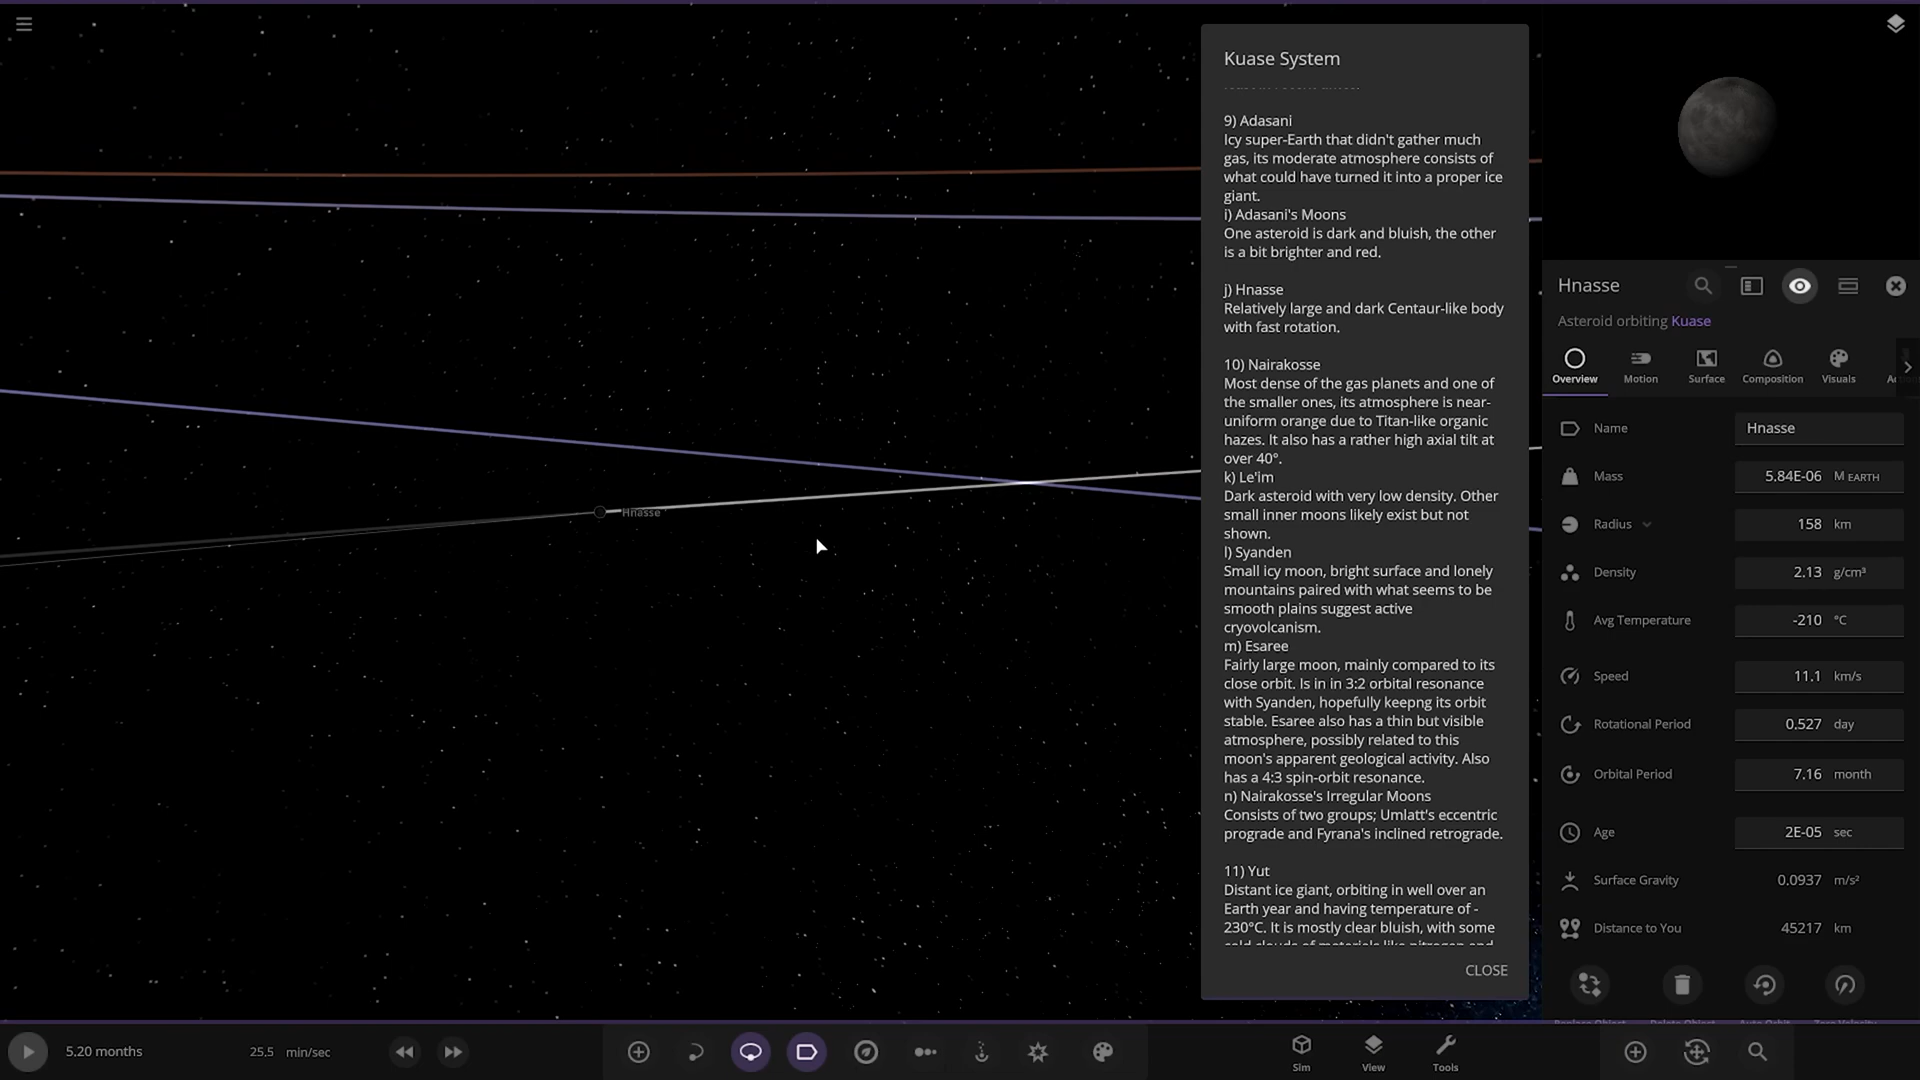 Kuase System
9) Adasani
Icy super-Earth that didn't gather much
gas, its moderate atmosphere consists of
what could have turned it into a proper ice
giant.
i) Adasani's Moons
One asteroid is dark and bluish, the other
is a bit brighter and red.
j) Hnasse
Relatively large and dark Centaur-like body
with fast rotation.
10) Nairakosse
Most dense of the gas planets and one of
the smaller ones, its atmosphere is near-
uniform orange due to Titan-like organic
hazes. It also has a rather high axial tilt at
over 40°.
k) Le'im
Dark asteroid with very low density. Other
small inner moons likely exist but not
shown.
l) Syanden
Small icy moon, bright surface and lonely
mountains paired with what seems to be
smooth plains suggest active
cryovolcanism.
m) Esaree
Fairly large moon, mainly compared to its
close orbit. Is in in 3:2 orbital resonance
with Syanden, hopefully keepng its orbit
stable. Esaree also has a thin but visible
atmosphere, possibly related to this
moon's apparent geological activity. Also
has a 4:3 spin-orbit resonance.
n) Nairakosse's Irregular Moons
Consists of two groups; Umlatt's eccentric
prograde and Fyrana's inclined retrograde.
11) Yut
Distant ice giant, orbiting in well over an
Earth year and having temperature of -
230°C. It is mostly clear bluish, with some
cold clouds of materials like nitrogen and
CLOSE
Hnasse
Hnasse
Asteroid orbiting Kuase
Overview Motion Surface Composition Visuals
Name Hnasse
Mass 5.84E-06 M EARTH
Radius 158 km
Density 2.13 g/cm³
Avg Temperature -210 °C
Speed 11.1 km/s
Rotational Period 0.527 day
Orbital Period 7.16 month
Age 2E-05 sec
Surface Gravity 0.0937 m/s²
Distance to You 45217 km
5.20 months 25.5 min/sec
Sim View Tools